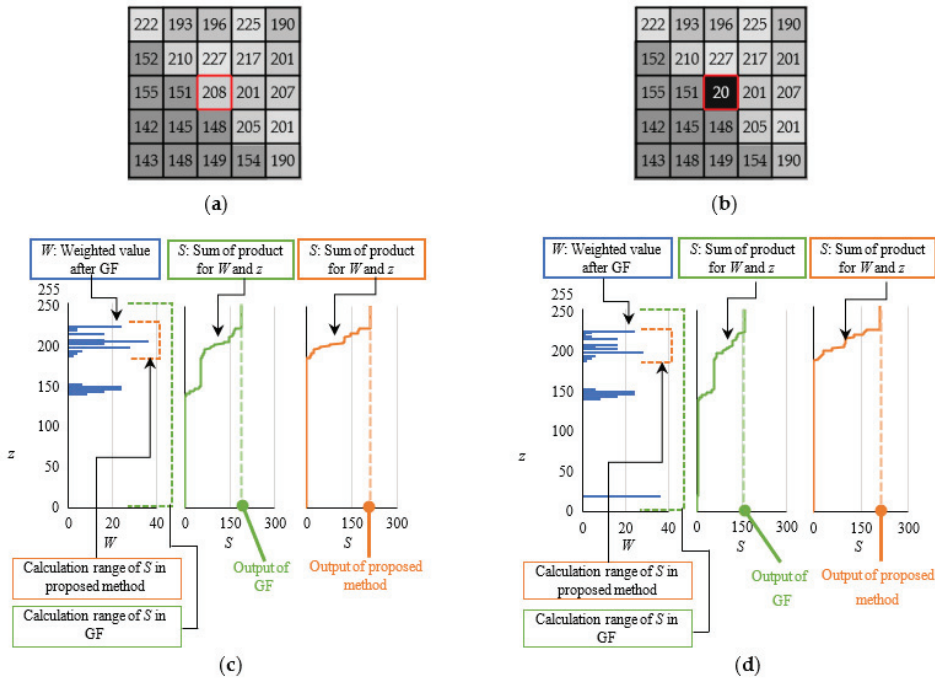 222 193 196 225 190
152 210 227 217 201
155 151 208 201 207
142 145 148 205 201
143 148 149 154 190
(a)
222 193 196 225 190
152 210 227 217 201
155 151 20 201 207
142 145 148 205 201
143 148 149 154 190
(b)
W: Weighted value
after GF
S: Sum of product
for W and z
S: Sum of product
for W and z
255
250
200
150
100
50
0
z
0 20 40
W
0 150 300
S
0 150 300
S
Calculation range of S in
proposed method
Calculation range of S in
GF
Output of
GF
Output of proposed
method
(c)
W: Weighted value
after GF
S: Sum of product
for W and z
S: Sum of product
for W and z
255
250
200
150
100
50
0
z
0 20 40
W
0 150 300
S
0 150 300
S
Calculation range of S in
proposed method
Calculation range of S in
GF
Output of
GF
Output of proposed
method
(d)